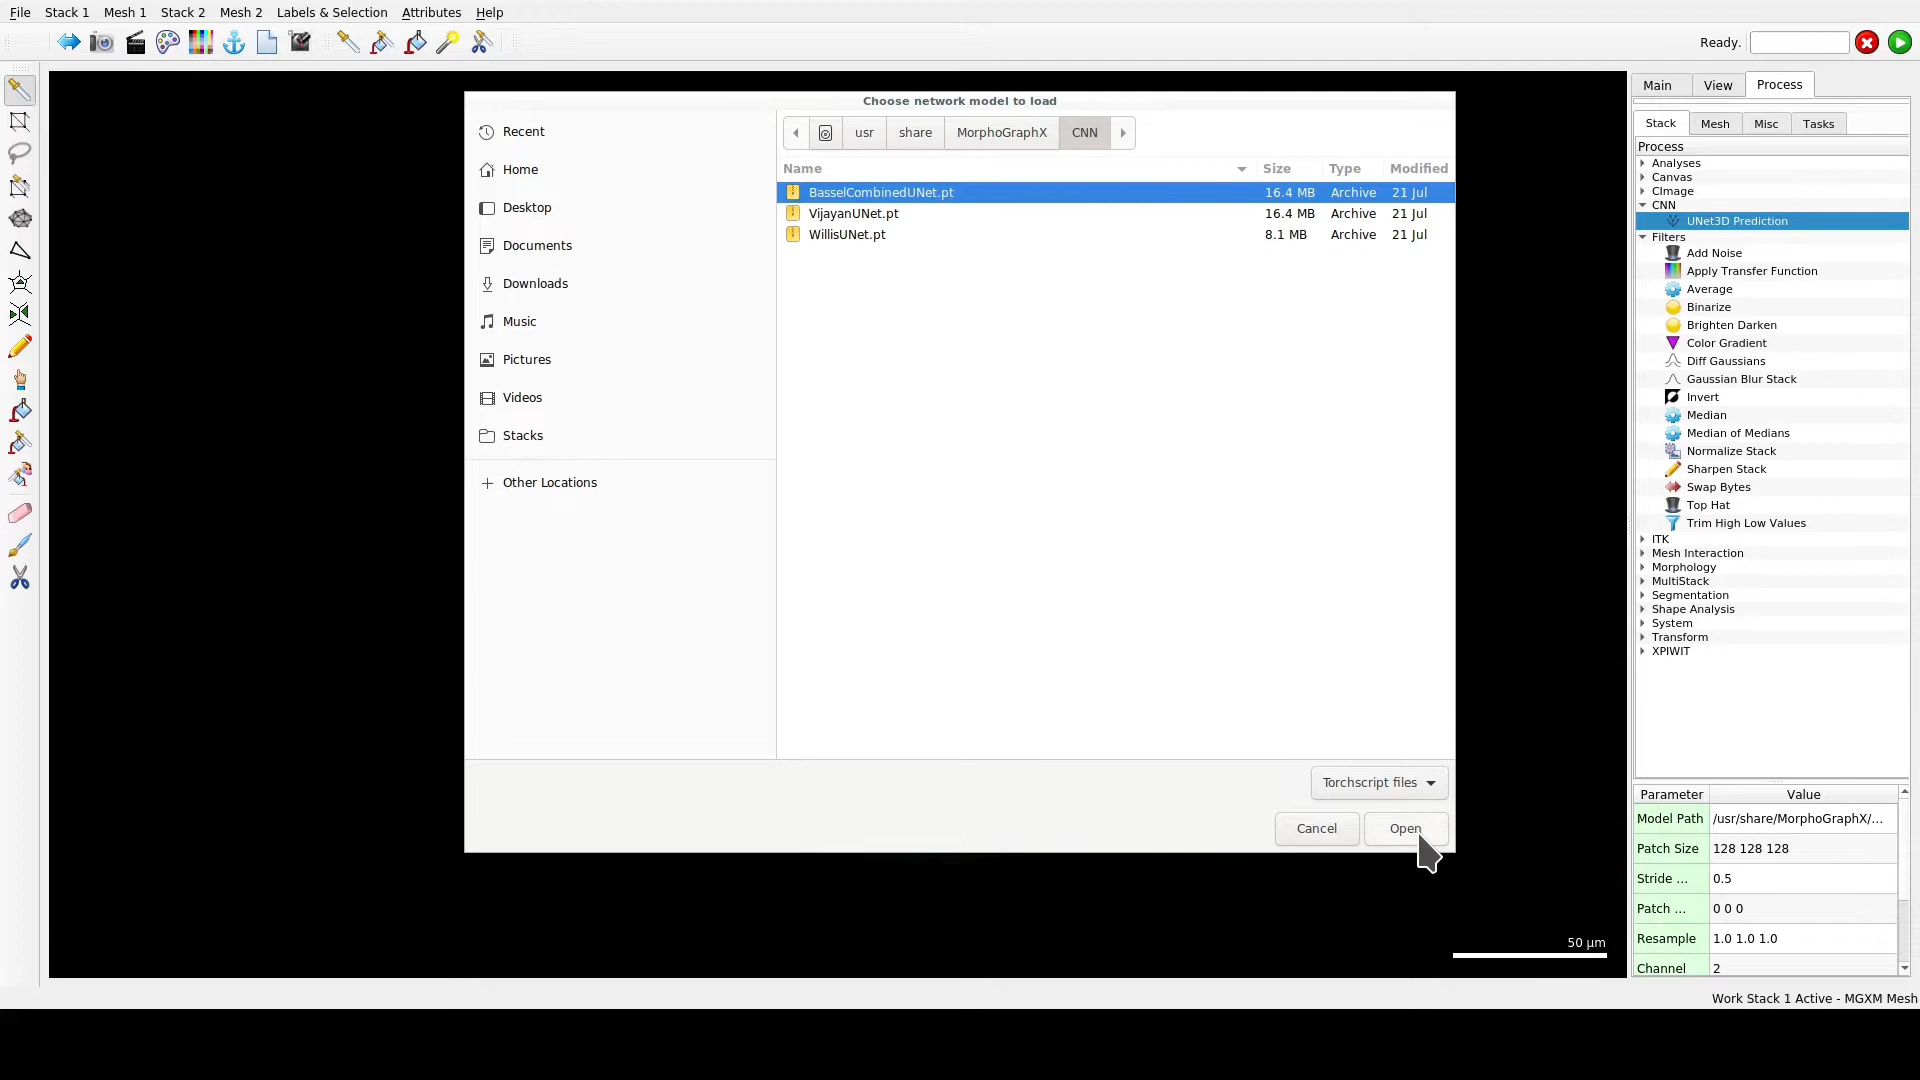 File Stack 1 Mesh 1 Stack 2 Mesh 2 Labels & Selection Attributes Help
Ready.
Main View Process
Stack Mesh Misc Tasks
Process
Analyses
Canvas
CImage
CNN
UNet3D Prediction
Filters
Add Noise
Apply Transfer Function
Average
Binarize
Brighten Darken
Color Gradient
Diff Gaussians
Gaussian Blur Stack
Invert
Median
Median of Medians
Normalize Stack
Sharpen Stack
Swap Bytes
Top Hat
Trim High Low Values
ITK
Mesh Interaction
Morphology
MultiStack
Segmentation
Shape Analysis
System
Transform
XPIWIT
Choose network model to load
Recent
Home
Desktop
Documents
Downloads
Music
Pictures
Videos
Stacks
Other Locations
usr share MorphoGraphX CNN
Name Size Type Modified
BasselCombinedUNet.pt 16.4 MB Archive 21 Jul
VijayanUNet.pt 16.4 MB Archive 21 Jul
WillisUNet.pt 8.1 MB Archive 21 Jul
Torchscript files
Cancel Open
50 µm
Parameter Value
Model Path /usr/share/MorphoGraphX/...
Patch Size 128 128 128
Stride ... 0.5
Patch ... 0 0 0
Resample 1.0 1.0 1.0
Channel 2
Work Stack 1 Active - MGXM Mesh